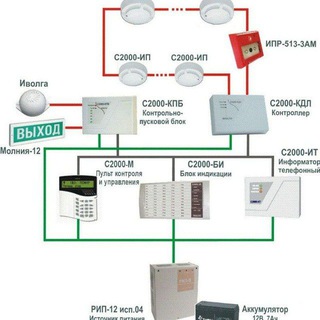 С2000-ИП
С2000-ИП
ИПР-513-3АМ
Иволга
С2000-КПБ
Контрольно-
пусковой блок
С2000-КДЛ
Контроллер
ВЫХОД
Молния-12
С2000-М
Пульт контроля
и управления
С2000-БИ
Блок индикации
С2000-ИТ
Информатор
телефонный
РИП-12 исп.04
Источник питания
Аккумулятор
12В, 7Ач